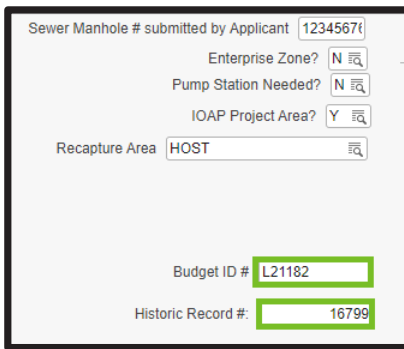 Sewer Manhole # submitted by Applicant 1234567
Enterprise Zone? N
Pump Station Needed? N
IOAP Project Area? Y
Recapture Area HOST
Budget ID # L21182
Historic Record #: 16799